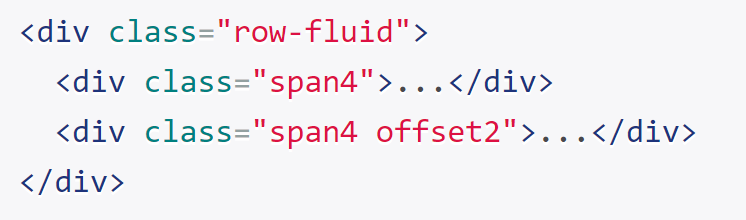 <div class="row-fluid">
  <div class="span4">...</div>
  <div class="span4 offset2">...</div>
</div>